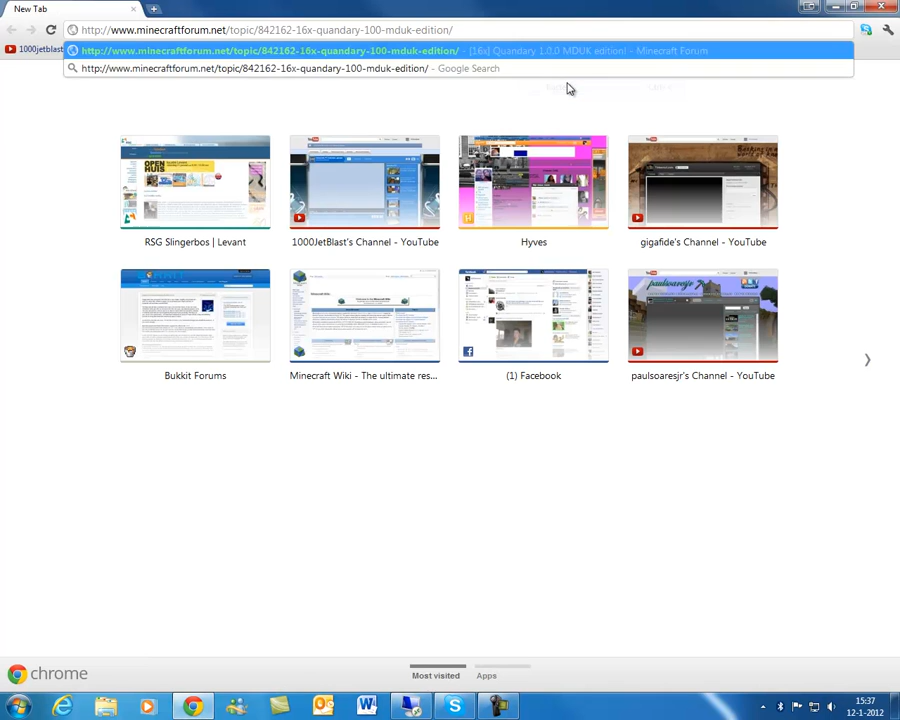 New Tab
http://www.minecraftforum.net/topic/842162-16x-quandary-100-mduk-edition/
1000jetblast
http://www.minecraftforum.net/topic/842162-16x-quandary-100-mduk-edition/ - [16x] Quandary 1.0.0 MDUK edition! - Minecraft Forum
http://www.minecraftforum.net/topic/842162-16x-quandary-100-mduk-edition/ - Google Search
OPEN HUIS
RSG Slingerbos | Levant
1000JetBlast's Channel - YouTube
Hyves
gigafide's Channel - YouTube
paulsoaresjr
Bukkit Forums
Minecraft Wiki - The ultimate res...
(1) Facebook
paulsoaresjr's Channel - YouTube
chrome
Most visited
Apps
15:37
12-1-2012